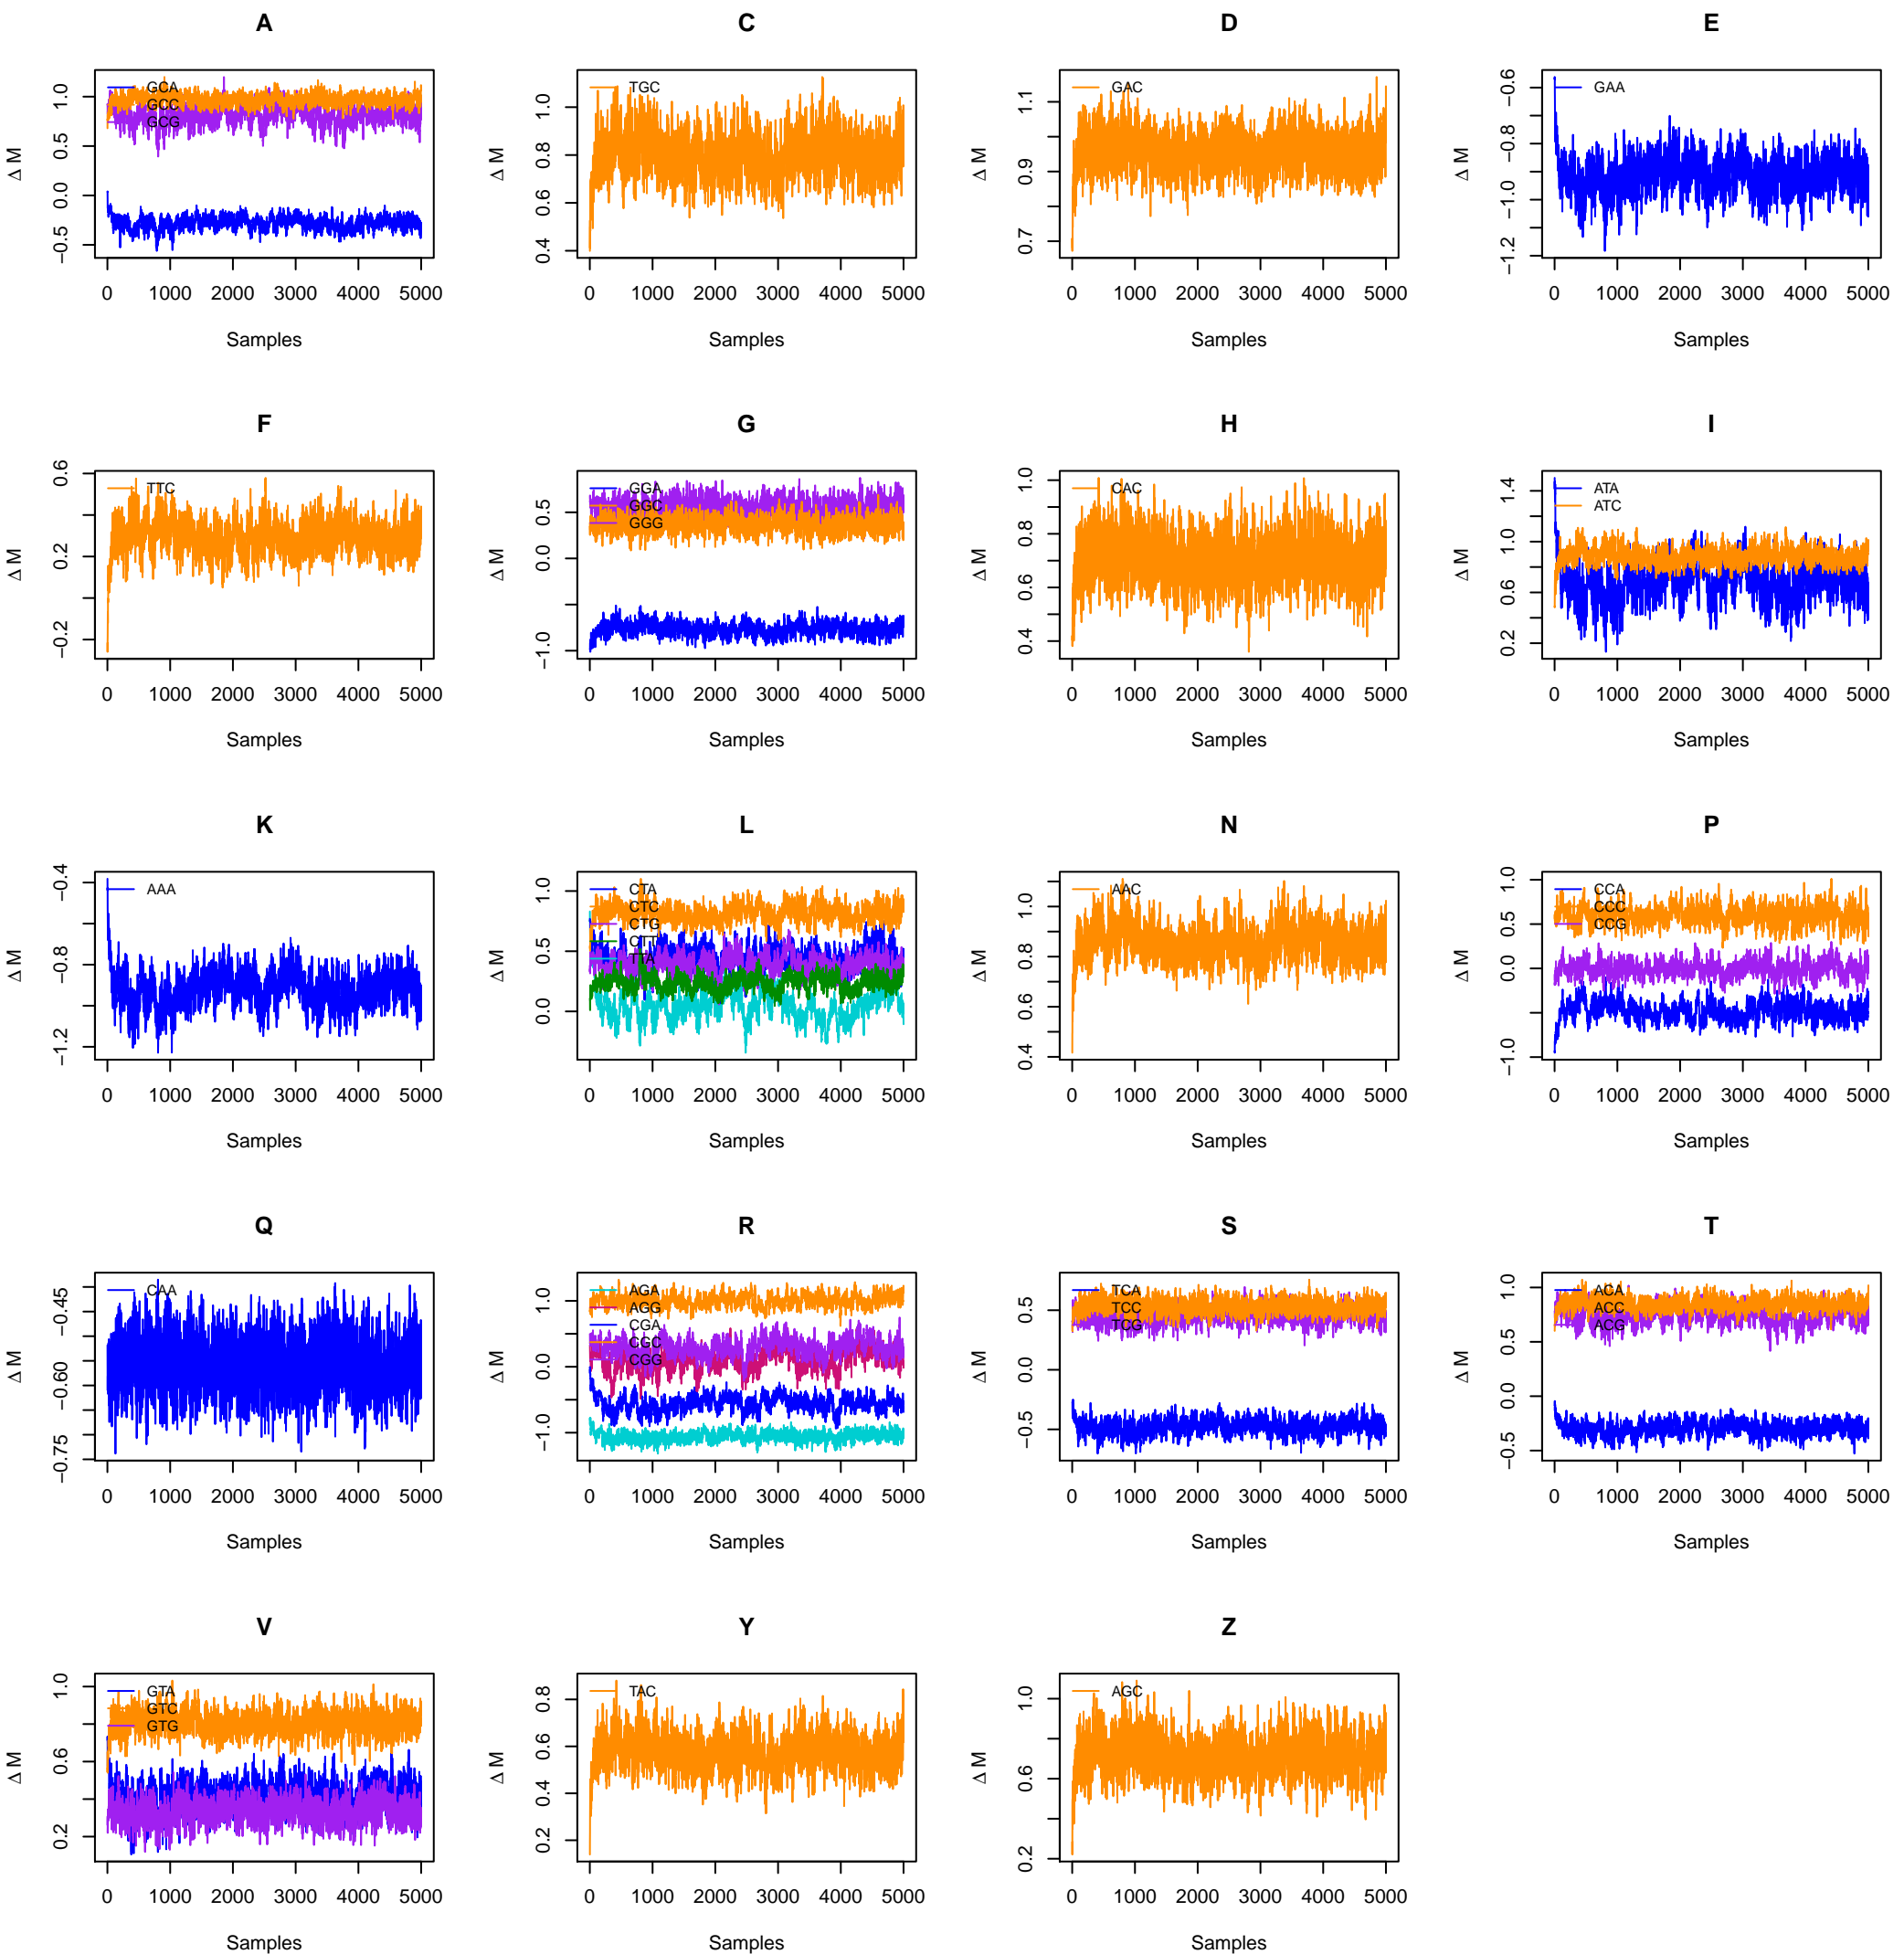 A
−0.5 0.0 0.5 1.0
Δ M
GCA
GCC
GCG
0 1000 2000 3000 4000 5000
Samples
C
0.4 0.6 0.8 1.0
Δ M
TGC
0 1000 2000 3000 4000 5000
Samples
D
0.7 0.9 1.1
Δ M
GAC
0 1000 2000 3000 4000 5000
Samples
E
−1.2 −1.0 −0.8 −0.6
Δ M
GAA
0 1000 2000 3000 4000 5000
Samples
F
−0.2 0.2 0.6
Δ M
TTC
0 1000 2000 3000 4000 5000
Samples
G
−1.0 0.0 0.5
Δ M
GGA
GGC
GGG
0 1000 2000 3000 4000 5000
Samples
H
0.4 0.6 0.8 1.0
Δ M
CAC
0 1000 2000 3000 4000 5000
Samples
I
0.2 0.6 1.0 1.4
Δ M
ATA
ATC
0 1000 2000 3000 4000 5000
Samples
K
−1.2 −0.8 −0.4
Δ M
AAA
0 1000 2000 3000 4000 5000
Samples
L
0.0 0.5 1.0
Δ M
CTA
CTC
CTG
CTT
TTA
0 1000 2000 3000 4000 5000
Samples
N
0.4 0.6 0.8 1.0
Δ M
AAC
0 1000 2000 3000 4000 5000
Samples
P
−1.0 0.0 0.5 1.0
Δ M
CCA
CCC
CCG
0 1000 2000 3000 4000 5000
Samples
Q
−0.75 −0.60 −0.45
Δ M
CAA
0 1000 2000 3000 4000 5000
Samples
R
−1.0 0.0 1.0
Δ M
AGA
AGG
CGA
CGC
CGG
0 1000 2000 3000 4000 5000
Samples
S
−0.5 0.0 0.5
Δ M
TCA
TCC
TCG
0 1000 2000 3000 4000 5000
Samples
T
−0.5 0.0 0.5 1.0
Δ M
ACA
ACC
ACG
0 1000 2000 3000 4000 5000
Samples
V
0.2 0.6 1.0
Δ M
GTA
GTC
GTG
0 1000 2000 3000 4000 5000
Samples
Y
0.2 0.4 0.6 0.8
Δ M
TAC
0 1000 2000 3000 4000 5000
Samples
Z
0.2 0.6 1.0
Δ M
AGC
0 1000 2000 3000 4000 5000
Samples